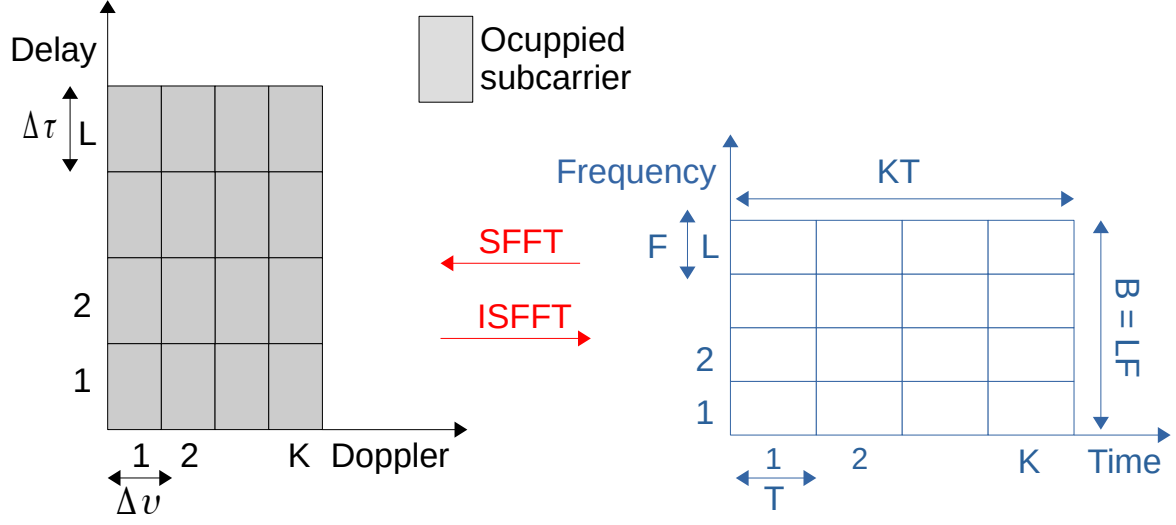 Delay
Δτ
L
2
1
1
2
K
Doppler
Δυ
Ocuppied
subcarrier
SFFT
ISFFT
Frequency
KT
F
L
2
1
B = LF
1
2
K
Time
T